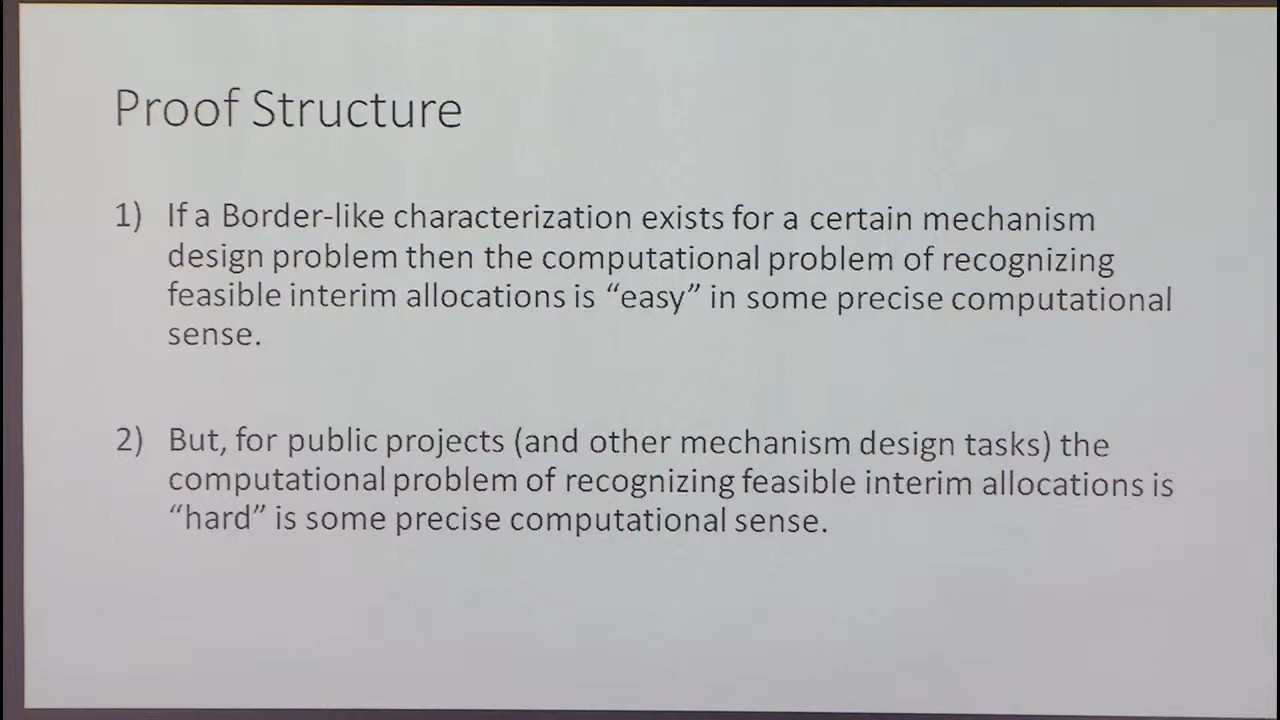 Proof Structure
1) If a Border-like characterization exists for a certain mechanism
design problem then the computational problem of recognizing
feasible interim allocations is “easy” in some precise computational
sense.
2) But, for public projects (and other mechanism design tasks) the
computational problem of recognizing feasible interim allocations is
“hard” is some precise computational sense.